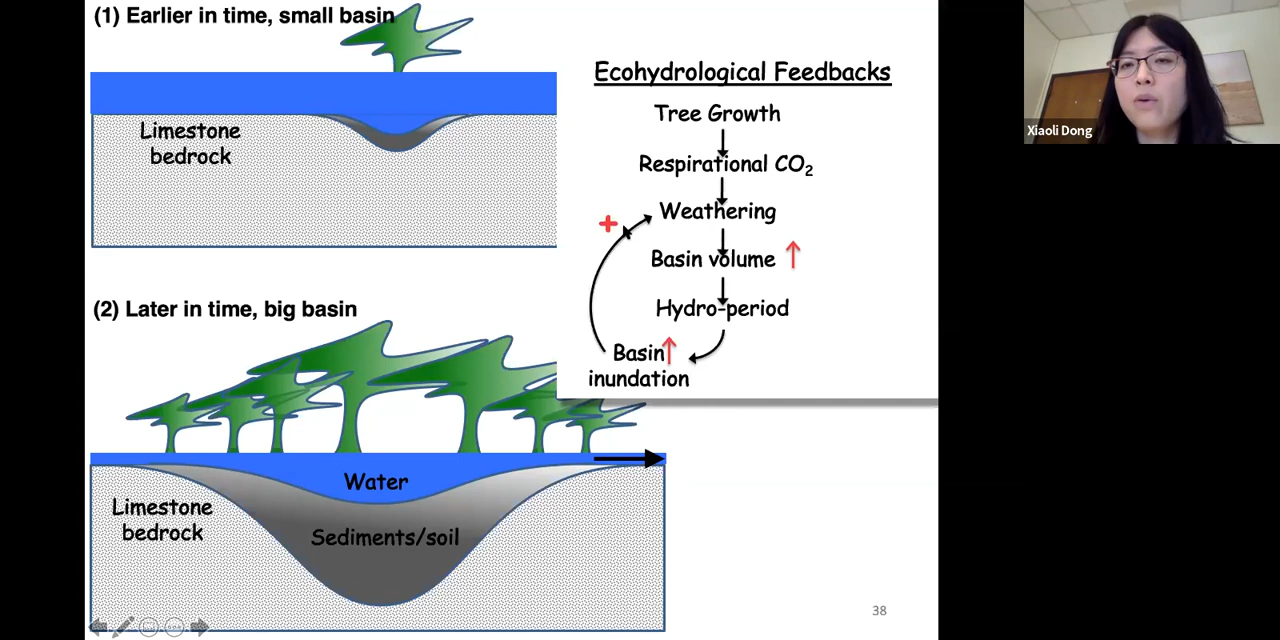 (1) Earlier in time, small basin
Limestone
bedrock
Ecohydrological Feedbacks
Tree Growth
Respirational CO₂
Weathering
+
Basin volume
Hydro-period
Basin
inundation
(2) Later in time, big basin
Water
Limestone
bedrock
Sediments/soil
38
Xiaoli Dong